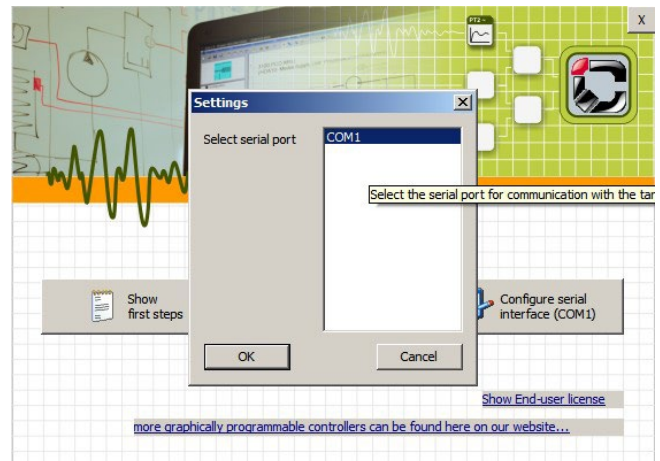 PT2 -
X
Settings
X
Select serial port
COM1
Select the serial port for communication with the tar
Show
first steps
Configure serial
interface (COM1)
OK
Cancel
Show End-user license
more graphically programmable controllers can be found here on our website...